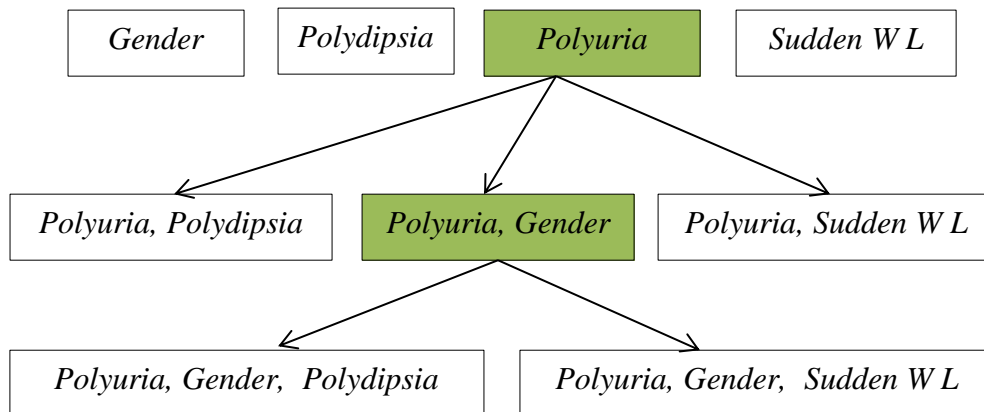 Gender
Polydipsia
Polyuria
Sudden W L
Polyuria, Polydipsia
Polyuria, Gender
Polyuria, Sudden W L
Polyuria, Gender, Polydipsia
Polyuria, Gender, Sudden W L